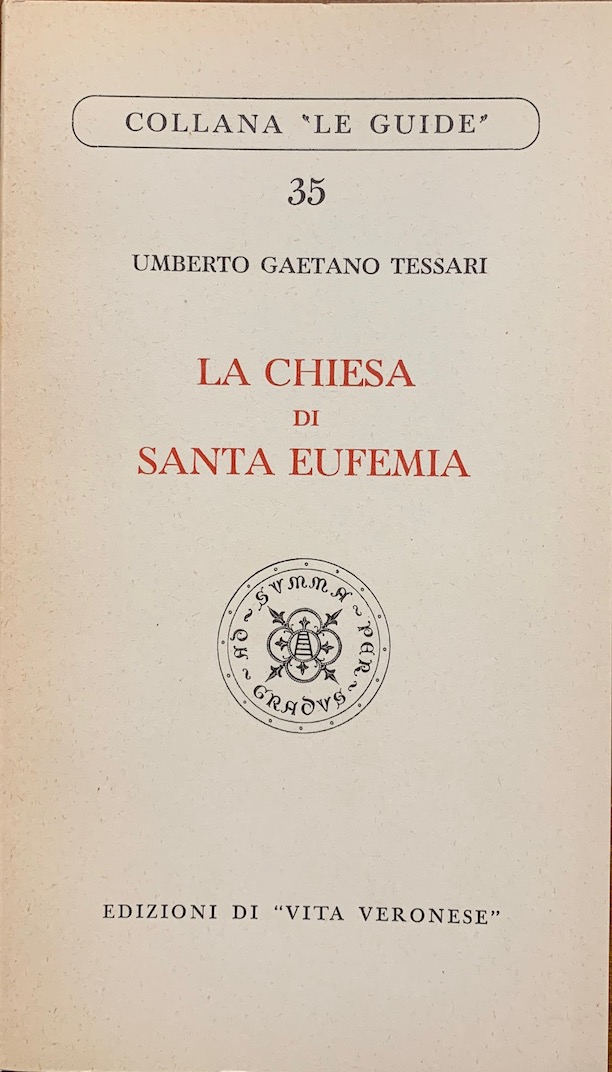 COLLANA "LE GUIDE"
35
UMBERTO GAETANO TESSARI
LA CHIESA
DI
SANTA EUFEMIA
AD ~ SVMMA ~ PER ~ GRADVS ~
EDIZIONI DI "VITA VERONESE"